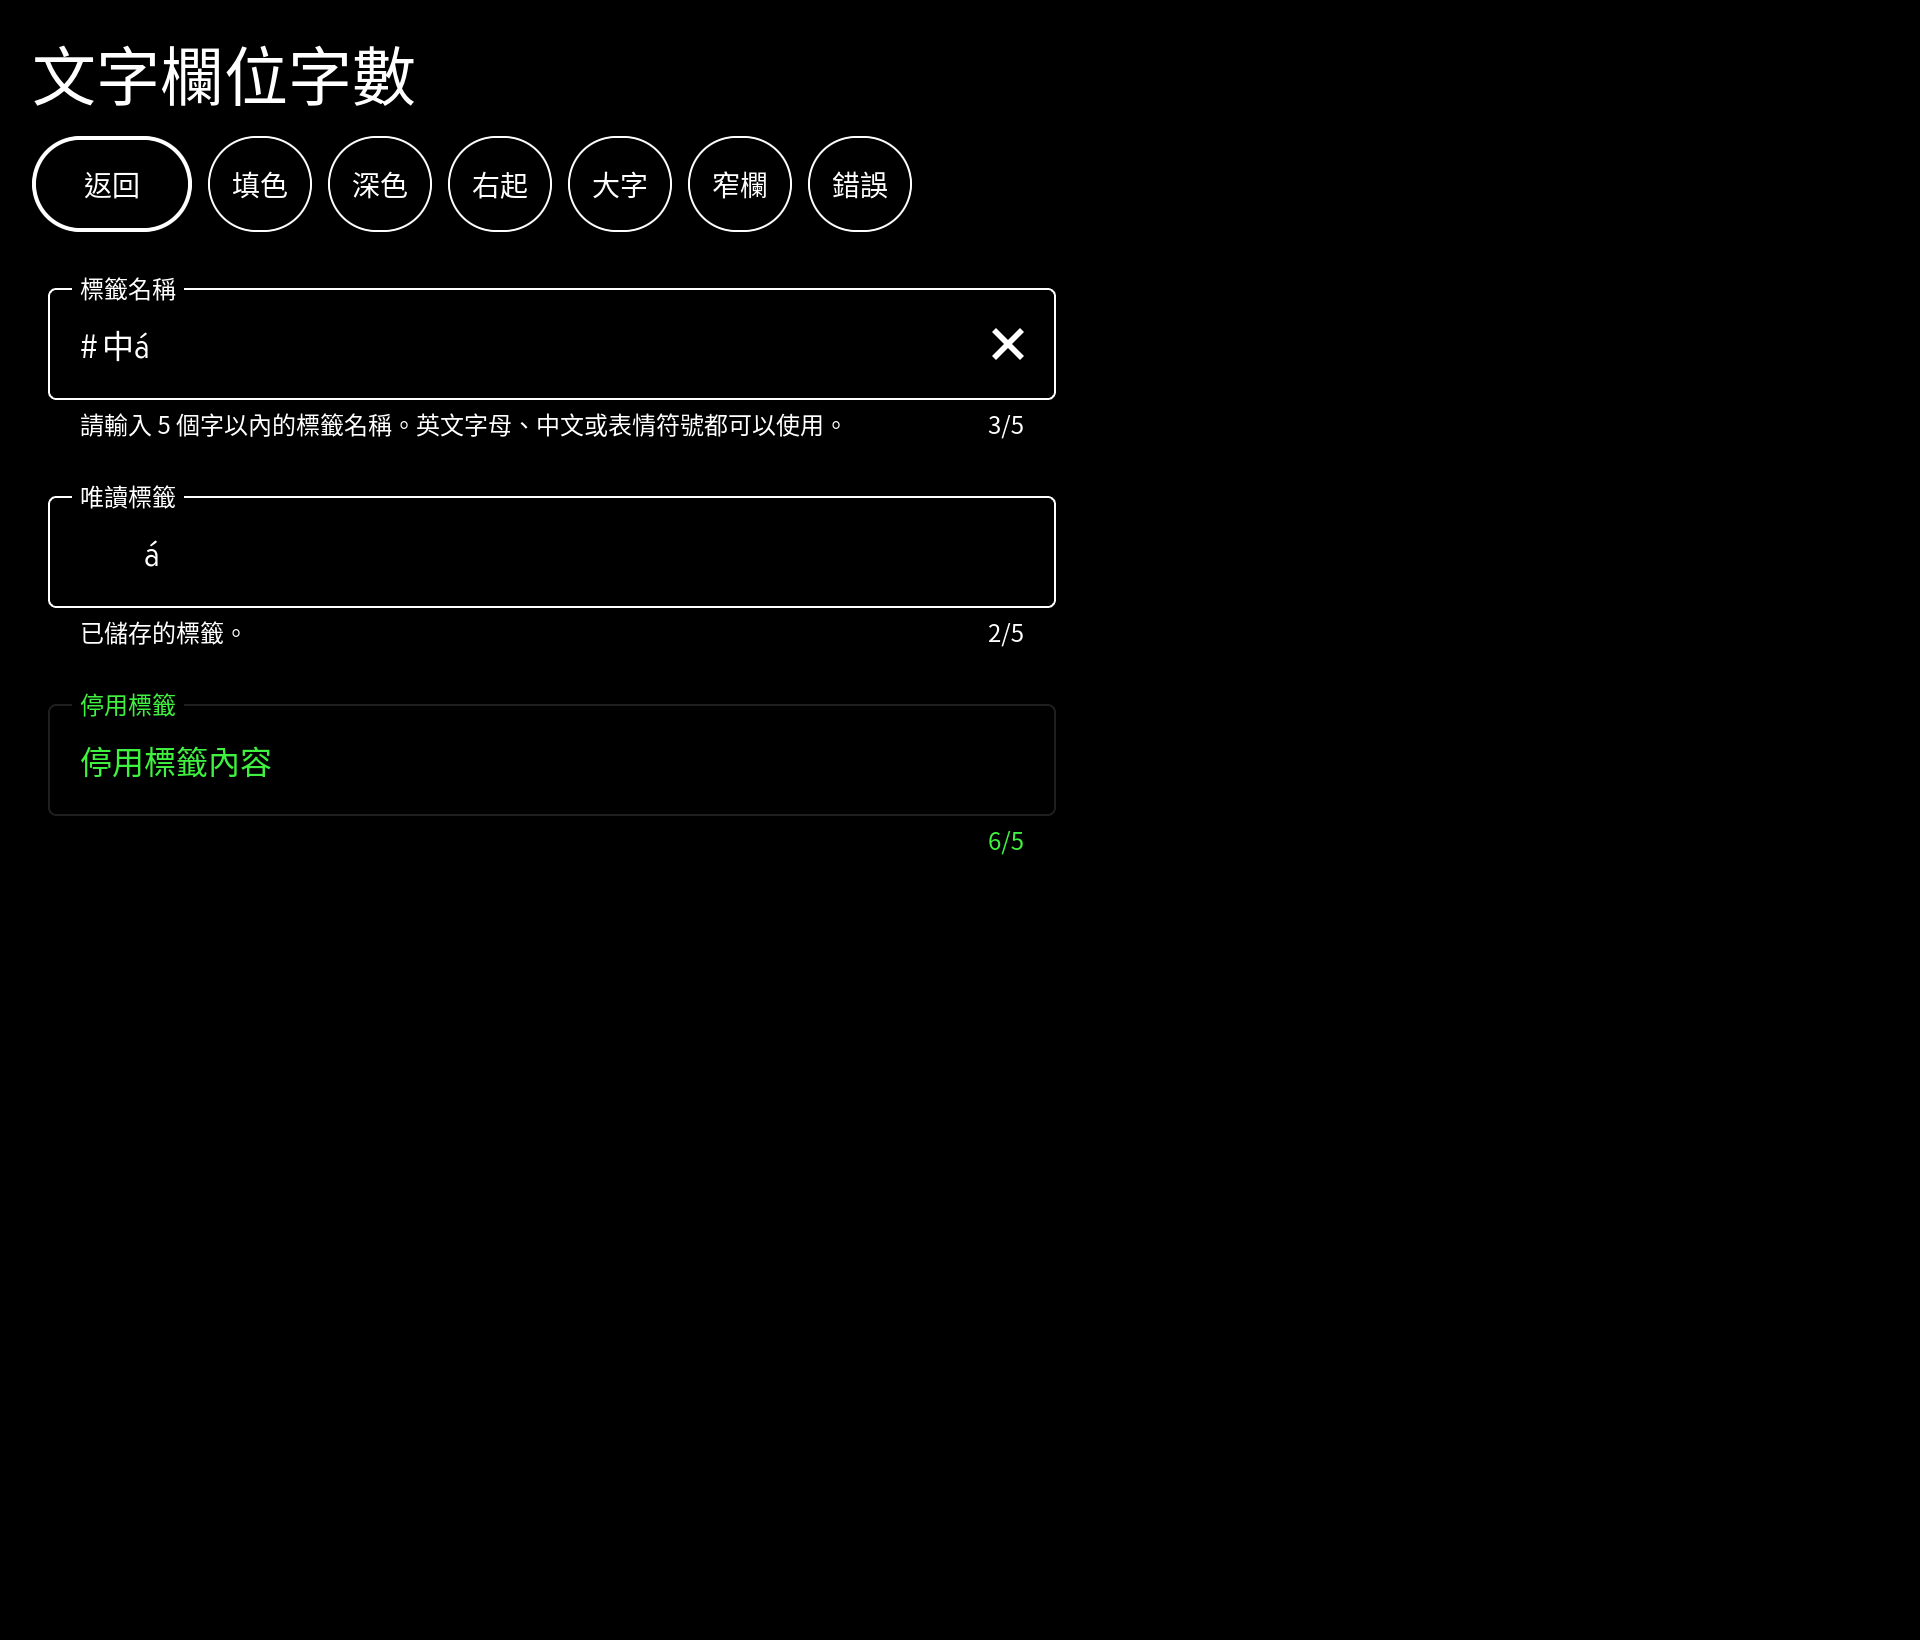 文字欄位字數
返回 填色 深色 右起 大字 窄欄 錯誤
標籤名稱
#中á
請輸入 5 個字以內的標籤名稱。英文字母、中文或表情符號都可以使用。 3/5
唯讀標籤
á
已儲存的標籤。 2/5
停用標籤
停用標籤內容
6/5